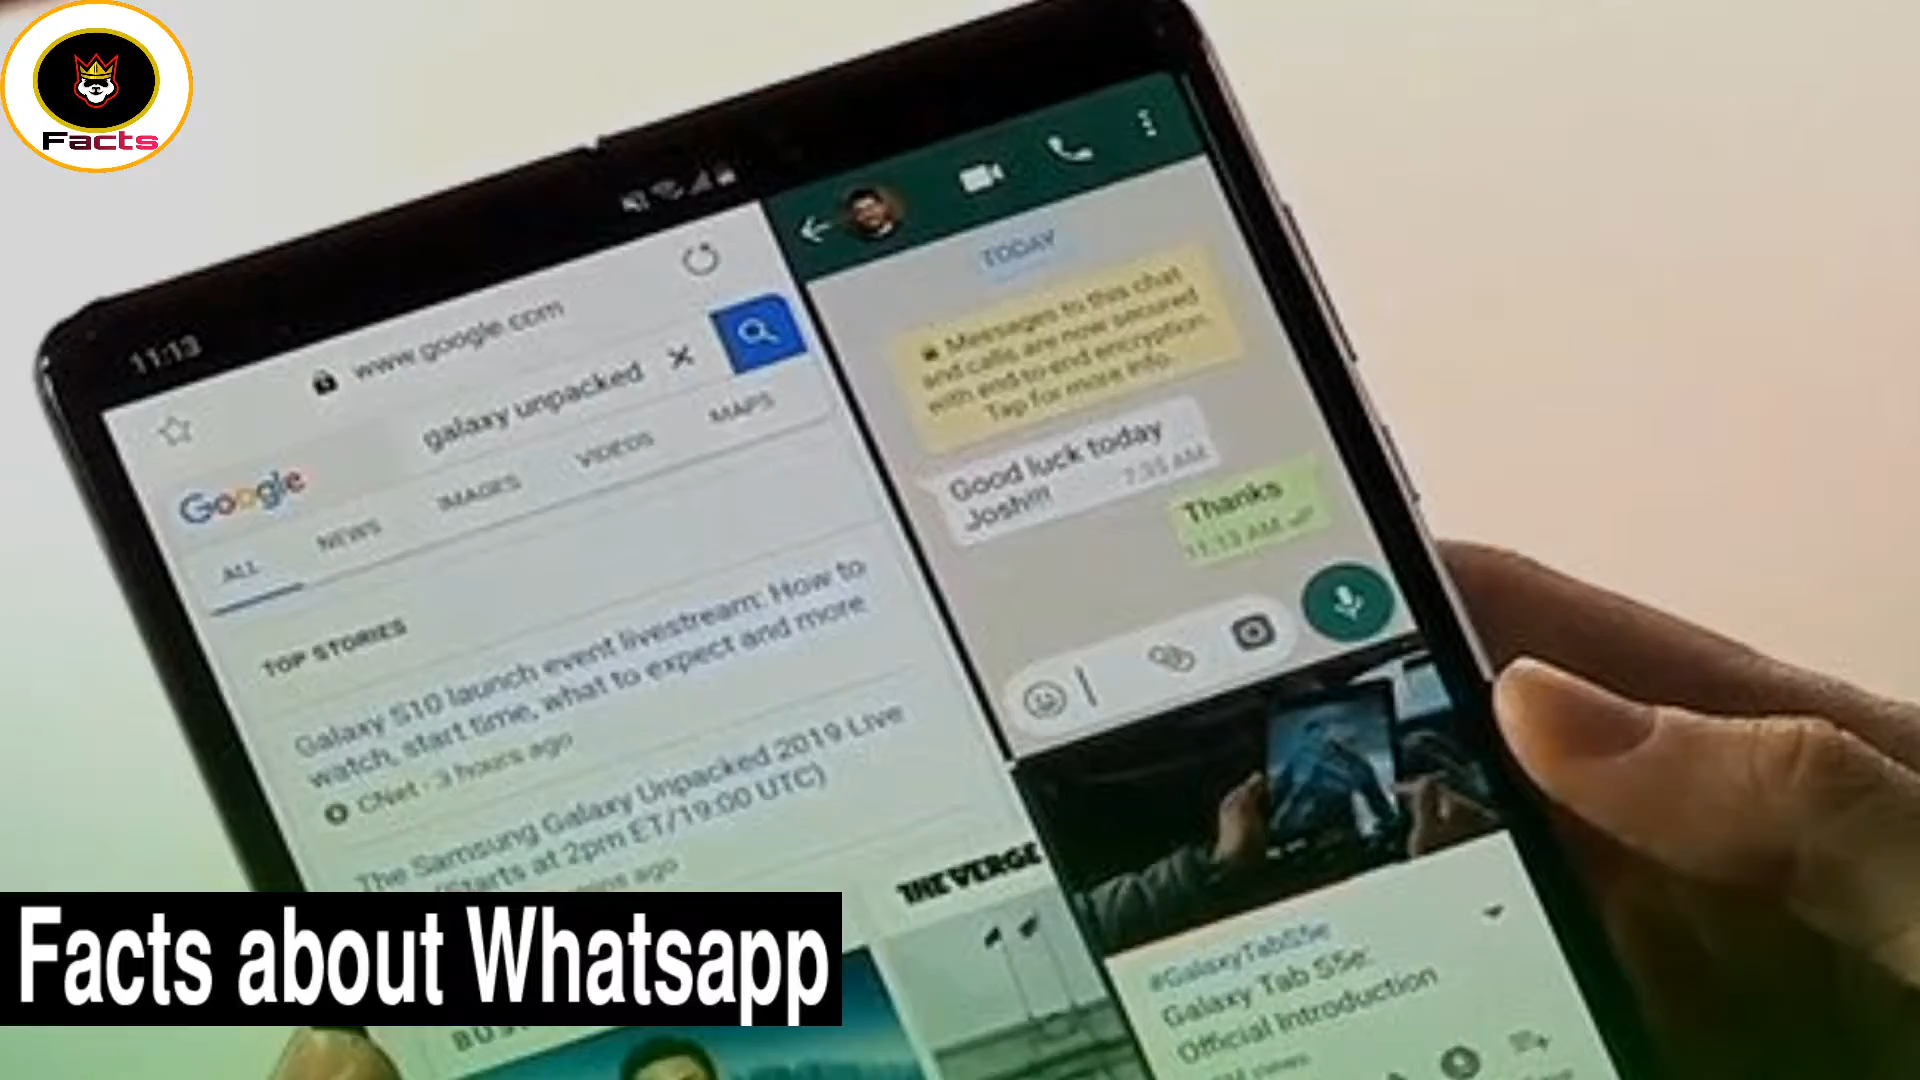 Facts
11:13
www.google.com
Google
galaxy unpacked
ALL
NEWS
IMAGES
VIDEOS
MAPS
TOP STORIES
Galaxy S10 launch event livestream: How to
watch, start time, what to expect and more
CNet · 3 hours ago
The Samsung Galaxy Unpacked 2019 Live
(Starts at 2pm ET/19:00 UTC)
ago
THE VERGE
TODAY
Messages to this chat
and calls are now secured
with end-to-end encryption.
Tap for more info.
Good luck today
Josh!!!
7:35 AM
Thanks
11:13 AM
#GalaxyTabS5e
Galaxy Tab S5e:
Official Introduction
views
Facts about Whatsapp